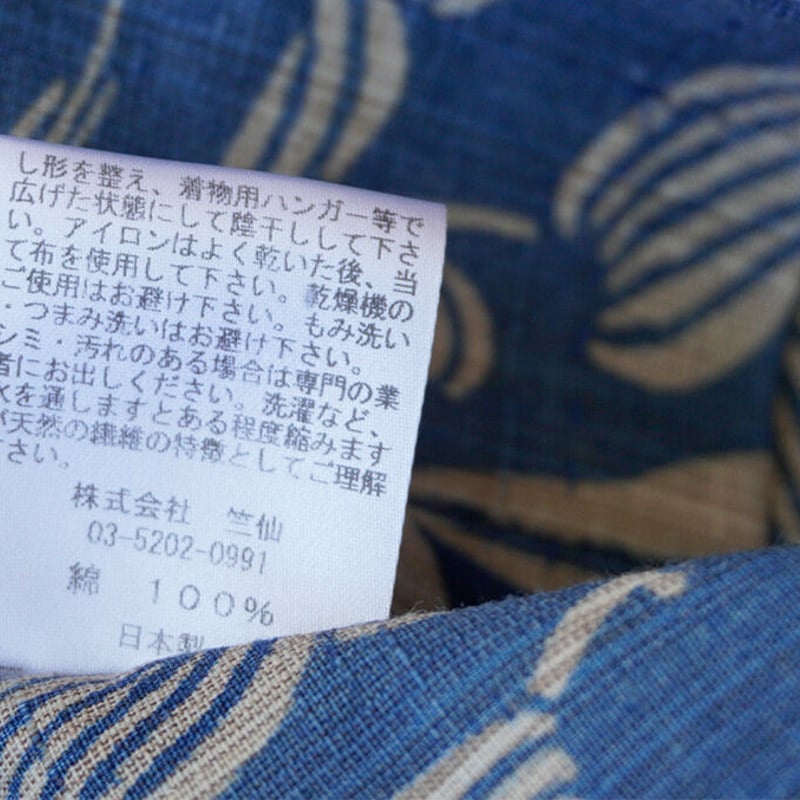 し形を整え、着物用ハンガー等で
広げた状態にして陰干しして下さ
い。アイロンはよく乾いた後、当
て布を使用して下さい。乾燥機の
ご使用はお避け下さい。もみ洗い
・つまみ洗いはお避け下さい。
シミ・汚れのある場合は専門の業
者にお出しください。洗濯など、
水を通しますとある程度縮みます
が天然の繊維の特徴としてご理解
ださい。
株式会社 竺仙
03-5202-0991
綿 100%
日本製